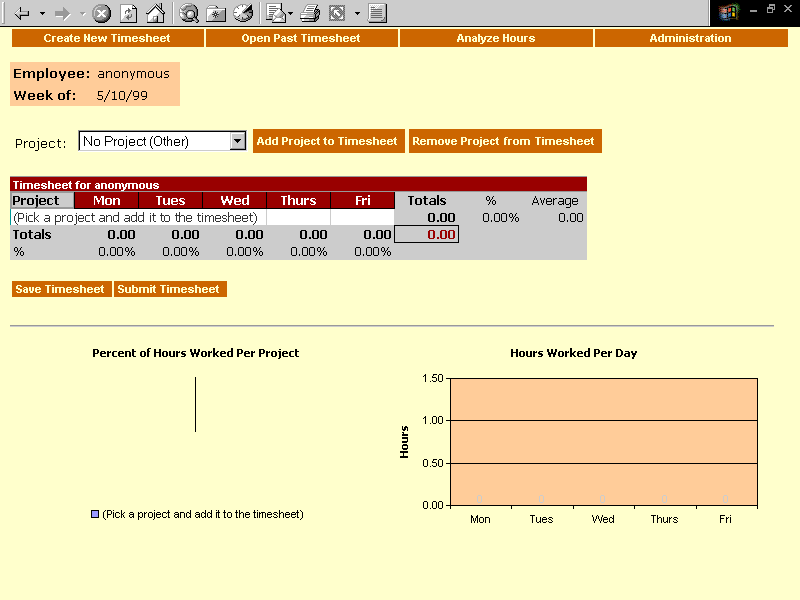 Create New Timesheet Open Past Timesheet Analyze Hours Administration
Employee: anonymous
Week of: 5/10/99
Project: No Project (Other) Add Project to Timesheet Remove Project from Timesheet
Timesheet for anonymous
Project Mon Tues Wed Thurs Fri Totals % Average
(Pick a project and add it to the timesheet) 0.00 0.00% 0.00
Totals 0.00 0.00 0.00 0.00 0.00 0.00
% 0.00% 0.00% 0.00% 0.00% 0.00%
Save Timesheet Submit Timesheet
Percent of Hours Worked Per Project
(Pick a project and add it to the timesheet)
Hours Worked Per Day
Hours
1.50
1.00
0.50
0.00
0 0 0 0 0
Mon Tues Wed Thurs Fri